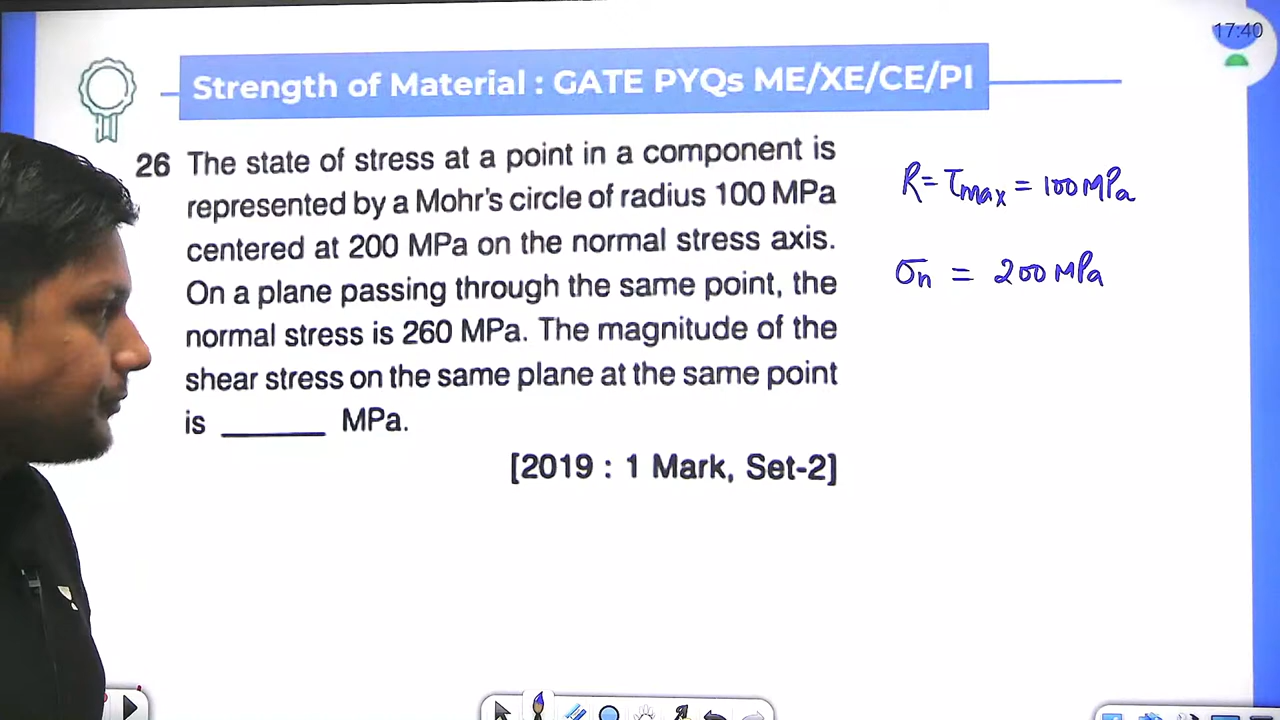 17:40
Strength of Material : GATE PYQs ME/XE/CE/PI
26 The state of stress at a point in a component is
represented by a Mohr's circle of radius 100 MPa
centered at 200 MPa on the normal stress axis.
On a plane passing through the same point, the
normal stress is 260 MPa. The magnitude of the
shear stress on the same plane at the same point
is ______ MPa.
[2019 : 1 Mark, Set-2]
R = τmax = 100 MPa
σn = 200 MPa